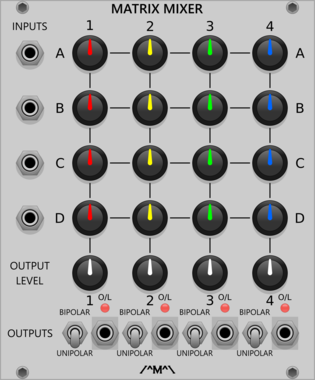 MATRIX MIXER
INPUTS 1 2 3 4
A A
B B
C C
D D
OUTPUT
LEVEL
1 O/L 2 O/L 3 O/L 4 O/L
BIPOLAR BIPOLAR BIPOLAR BIPOLAR
OUTPUTS
UNIPOLAR UNIPOLAR UNIPOLAR UNIPOLAR
/^M^\